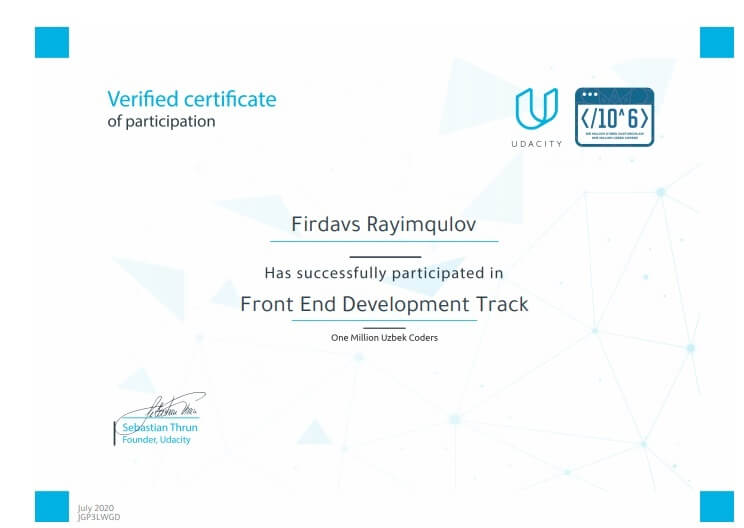 Verified certificate
of participation
UDACITY
</10^6>
Firdavs Rayimqulov
Has successfully participated in
Front End Development Track
One Million Uzbek Coders
Sebastian Thrun
Founder, Udacity
July 2020
JGP3LWGD